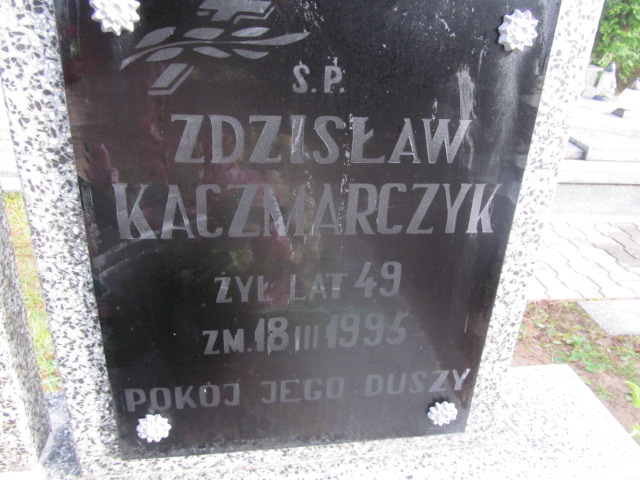 Ś.P.
ZDZISŁAW
KACZMARCZYK
ŻYŁ LAT 49
ZM. 18 III 1995
POKÓJ JEGO DUSZY